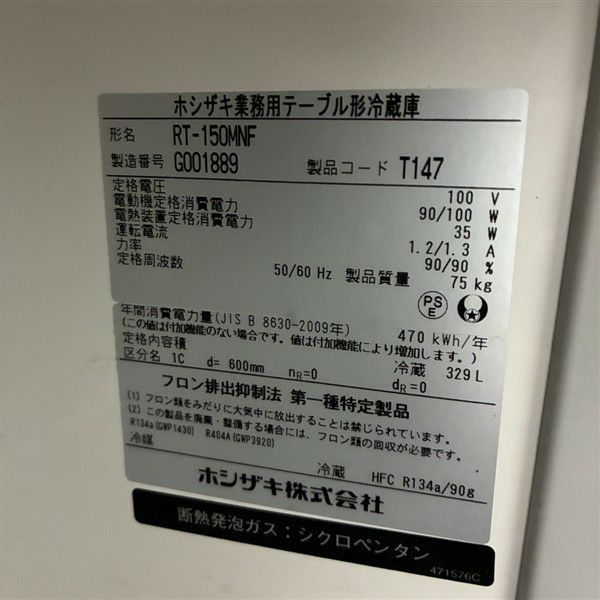 ホシザキ業務用テーブル形冷蔵庫
形名 RT-150MNF
製造番号 G001889 製品コード T147
定格電圧 100 V
電動機定格消費電力 90/100 W
電熱装置定格消費電力 35 W
運転電流 1.2/1.3 A
力率 90/90 %
定格周波数 50/60 Hz 製品質量 75 kg
PS
E
年間消費電力量(JIS B 8630-2009年) 470 kWh/年
(この値は付加機能のない場合です。値は付加機能により増加します。)
定格内容積 冷蔵 329 L
区分名 1C d= 600mm nR=0 dR=0
フロン排出抑制法 第一種特定製品
(1) フロン類をみだりに大気中に放出することは禁じられています。
(2) この製品を廃棄・整備する場合には、フロン類の回収が必要です。
R134a(GWP1430) R404A(GWP3920)
冷媒 冷蔵 HFC R134a/90g
ホシザキ株式会社
断熱発泡ガス：シクロペンタン
471576C